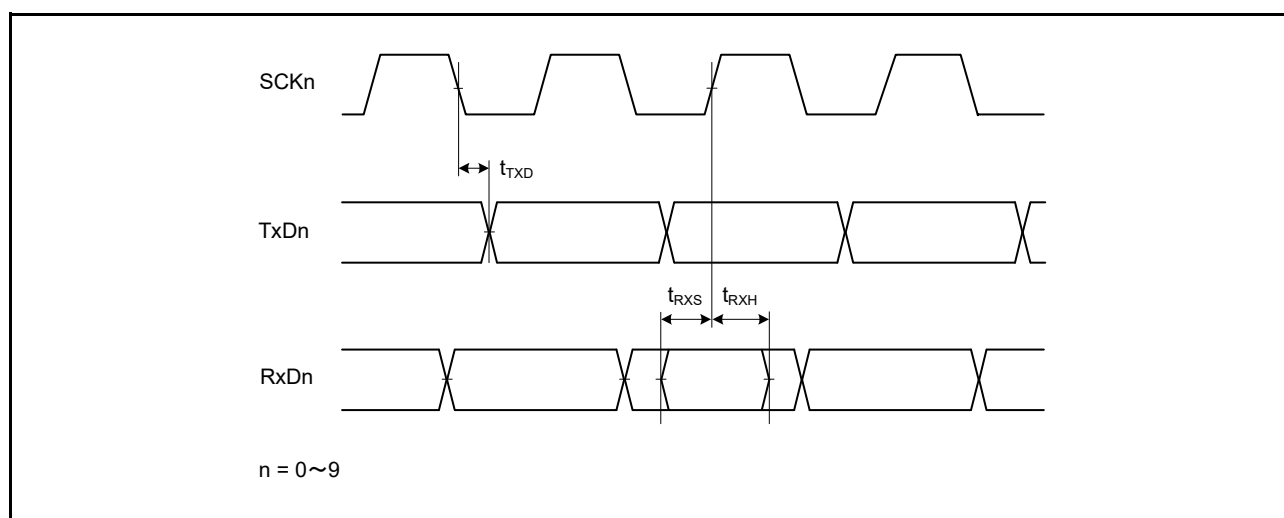 SCKn
tTXD
TxDn
tRXS tRXH
RxDn
n = 0～9